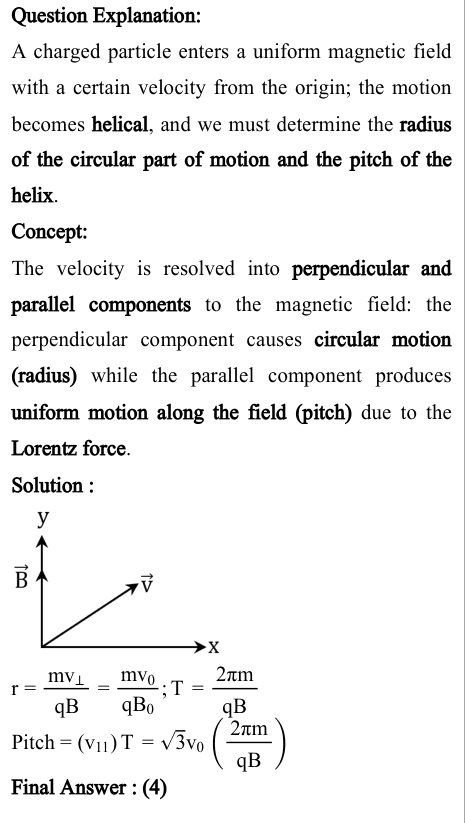 Question Explanation:
A charged particle enters a uniform magnetic field
with a certain velocity from the origin; the motion
becomes helical, and we must determine the radius
of the circular part of motion and the pitch of the
helix.
Concept:
The velocity is resolved into perpendicular and
parallel components to the magnetic field: the
perpendicular component causes circular motion
(radius) while the parallel component produces
uniform motion along the field (pitch) due to the
Lorentz force.
Solution :
y
B⃗
v⃗
x
r = mv⊥/qB = mv₀/qB₀ ; T = 2πm/qB
Pitch = (v₁₁) T = √3v₀ (2πm/qB)
Final Answer : (4)